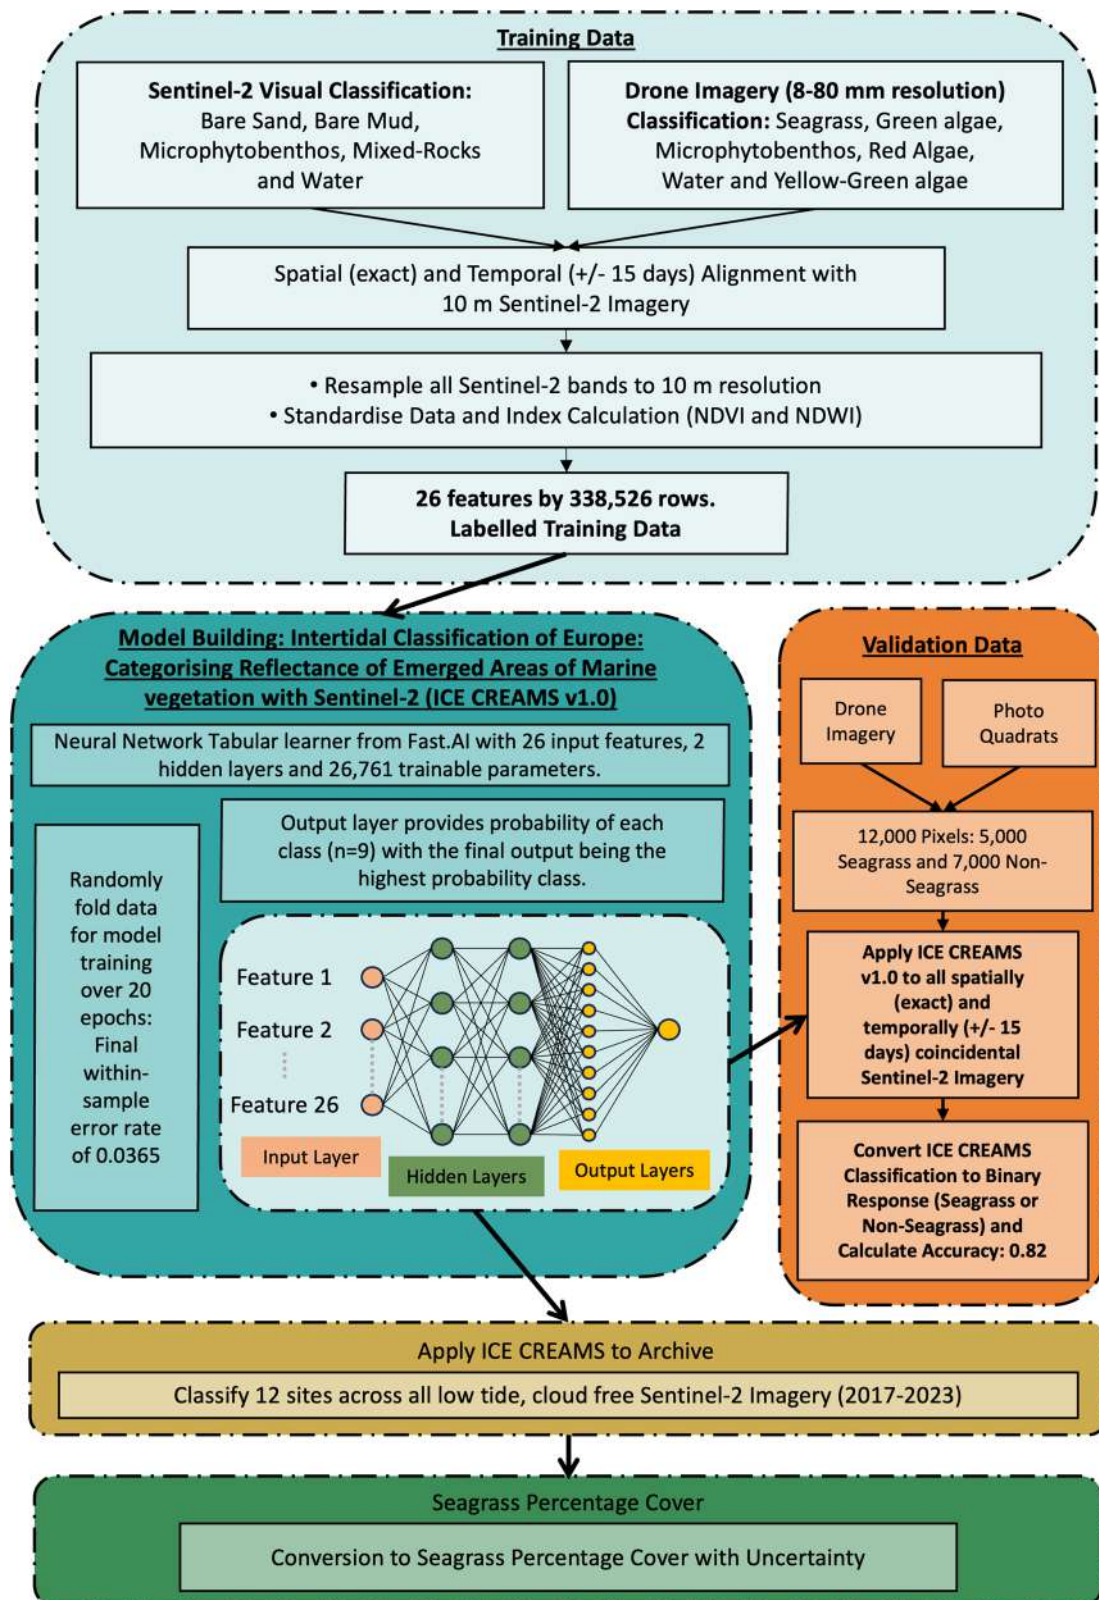 Training Data
Sentinel-2 Visual Classification:
Bare Sand, Bare Mud,
Microphytobenthos, Mixed-Rocks
and Water
Drone Imagery (8-80 mm resolution)
Classification: Seagrass, Green algae,
Microphytobenthos, Red Algae,
Water and Yellow-Green algae
Spatial (exact) and Temporal (+/- 15 days) Alignment with
10 m Sentinel-2 Imagery
• Resample all Sentinel-2 bands to 10 m resolution
• Standardise Data and Index Calculation (NDVI and NDWI)
26 features by 338,526 rows.
Labelled Training Data
Model Building: Intertidal Classification of Europe:
Categorising Reflectance of Emerged Areas of Marine
vegetation with Sentinel-2 (ICE CREAMS v1.0)
Neural Network Tabular learner from Fast.AI with 26 input features, 2
hidden layers and 26,761 trainable parameters.
Randomly
fold data
for model
training
over 20
epochs:
Final
within-
sample
error rate
of 0.0365
Output layer provides probability of each
class (n=9) with the final output being the
highest probability class.
Feature 1
Feature 2
Feature 26
Input Layer
Hidden Layers
Output Layers
Validation Data
Drone
Imagery
Photo
Quadrats
12,000 Pixels: 5,000
Seagrass and 7,000 Non-
Seagrass
Apply ICE CREAMS
v1.0 to all spatially
(exact) and
temporally (+/- 15
days) coincidental
Sentinel-2 Imagery
Convert ICE CREAMS
Classification to Binary
Response (Seagrass or
Non-Seagrass) and
Calculate Accuracy: 0.82
Apply ICE CREAMS to Archive
Classify 12 sites across all low tide, cloud free Sentinel-2 Imagery (2017-2023)
Seagrass Percentage Cover
Conversion to Seagrass Percentage Cover with Uncertainty